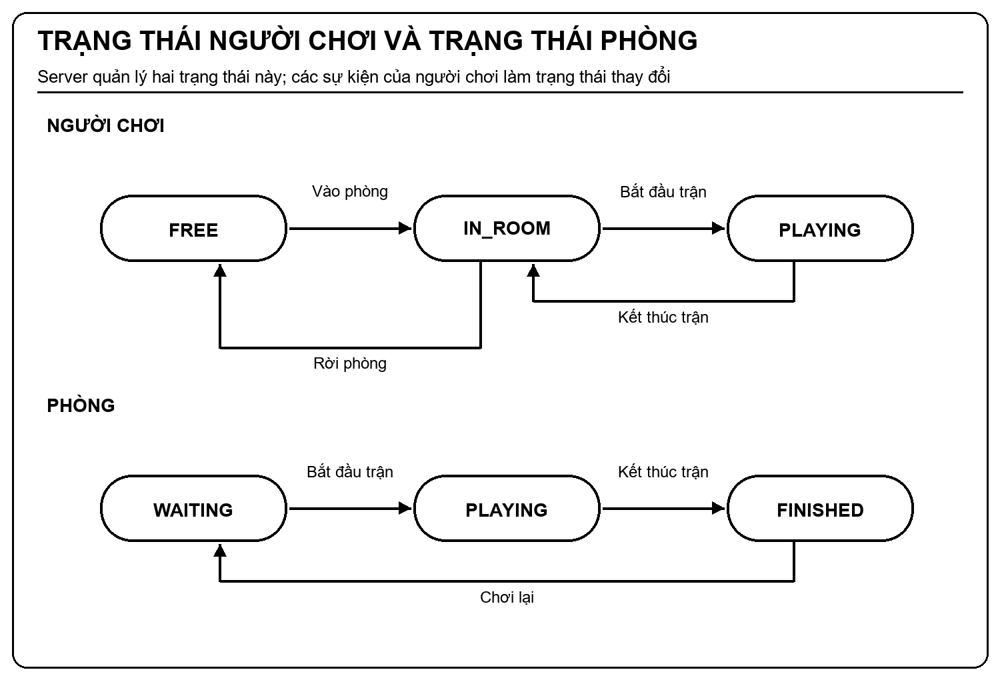 TRẠNG THÁI NGƯỜI CHƠI VÀ TRẠNG THÁI PHÒNG
Server quản lý hai trạng thái này; các sự kiện của người chơi làm trạng thái thay đổi
NGƯỜI CHƠI
Vào phòng
Bắt đầu trận
FREE
IN_ROOM
PLAYING
Kết thúc trận
Rời phòng
PHÒNG
Bắt đầu trận
Kết thúc trận
WAITING
PLAYING
FINISHED
Chơi lại